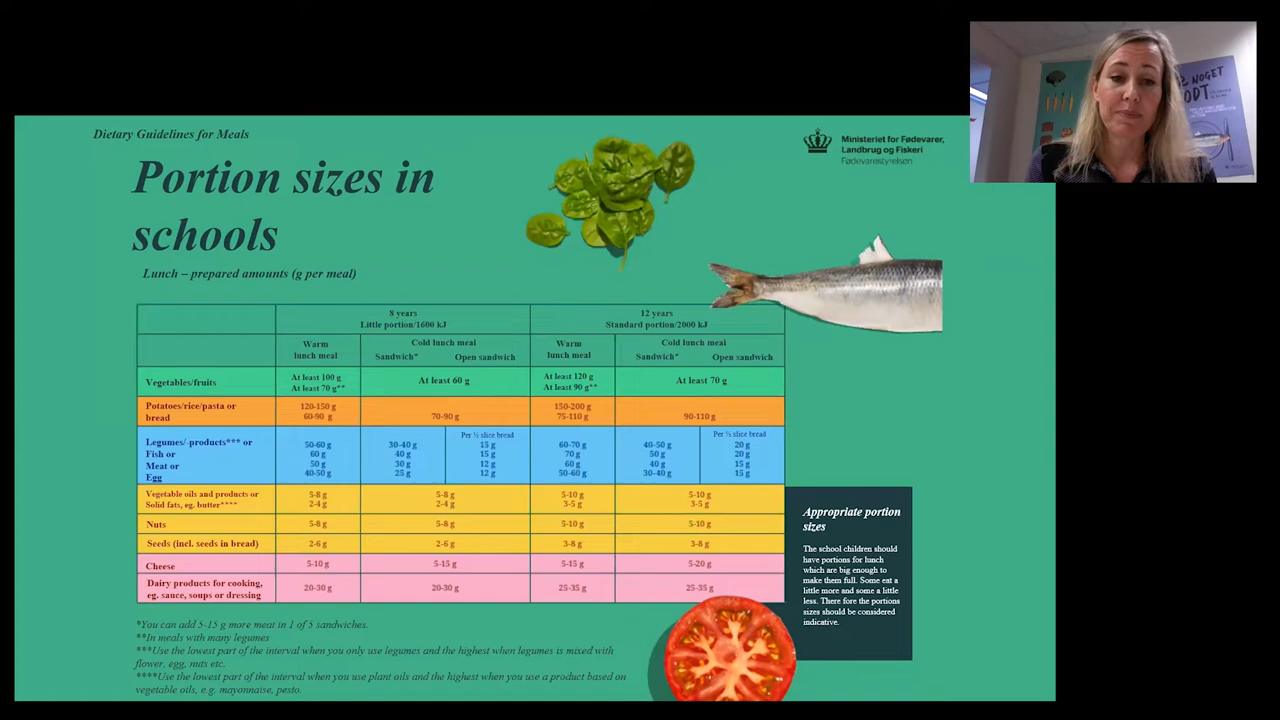 Dietary Guidelines for Meals
Ministeriet for Fødevarer,
Landbrug og Fiskeri
Fødevarestyrelsen
Portion sizes in
schools
Lunch – prepared amounts (g per meal)
8 years
Little portion/1600 kJ
12 years
Standard portion/2000 kJ
Warm
lunch meal
Cold lunch meal
Sandwich* Open sandwich
Warm
lunch meal
Cold lunch meal
Sandwich* Open sandwich
Vegetables/fruits
At least 100 g
At least 70 g**
At least 60 g
At least 120 g
At least 90 g**
At least 70 g
Potatoes/rice/pasta or
bread
120-150 g
60-90 g
70-90 g
150-200 g
75-110 g
90-110 g
Legumes/-products*** or
Fish or
Meat or
Egg
50-60 g
60 g
50 g
40-50 g
30-40 g
40 g
30 g
25 g
Per ½ slice bread
15 g
15 g
12 g
12 g
60-70 g
70 g
60 g
50-60 g
40-50 g
50 g
40 g
30-40 g
Per ½ slice bread
20 g
20 g
15 g
15 g
Vegetable oils and products or
Solid fats, eg. butter****
5-8 g
2-4 g
5-8 g
2-4 g
5-10 g
3-5 g
5-10 g
3-5 g
Nuts
5-8 g
5-8 g
5-10 g
5-10 g
Seeds (incl. seeds in bread)
2-6 g
2-6 g
3-8 g
3-8 g
Cheese
5-10 g
5-15 g
5-15 g
5-20 g
Dairy products for cooking,
eg. sauce, soups or dressing
20-30 g
20-30 g
25-35 g
25-35 g
Appropriate portion
sizes
The school children should
have portions for lunch
which are big enough to
make them full. Some eat a
little more and some a little
less. There fore the portions
sizes should be considered
indicative.
*You can add 5-15 g more meat in 1 of 5 sandwiches.
**In meals with many legumes
***Use the lowest part of the interval when you only use legumes and the highest when legumes is mixed with
flower, egg, nuts etc.
****Use the lowest part of the interval when you use plant oils and the highest when you use a product based on
vegetable oils, e.g. mayonnaise, pesto.
NOGET